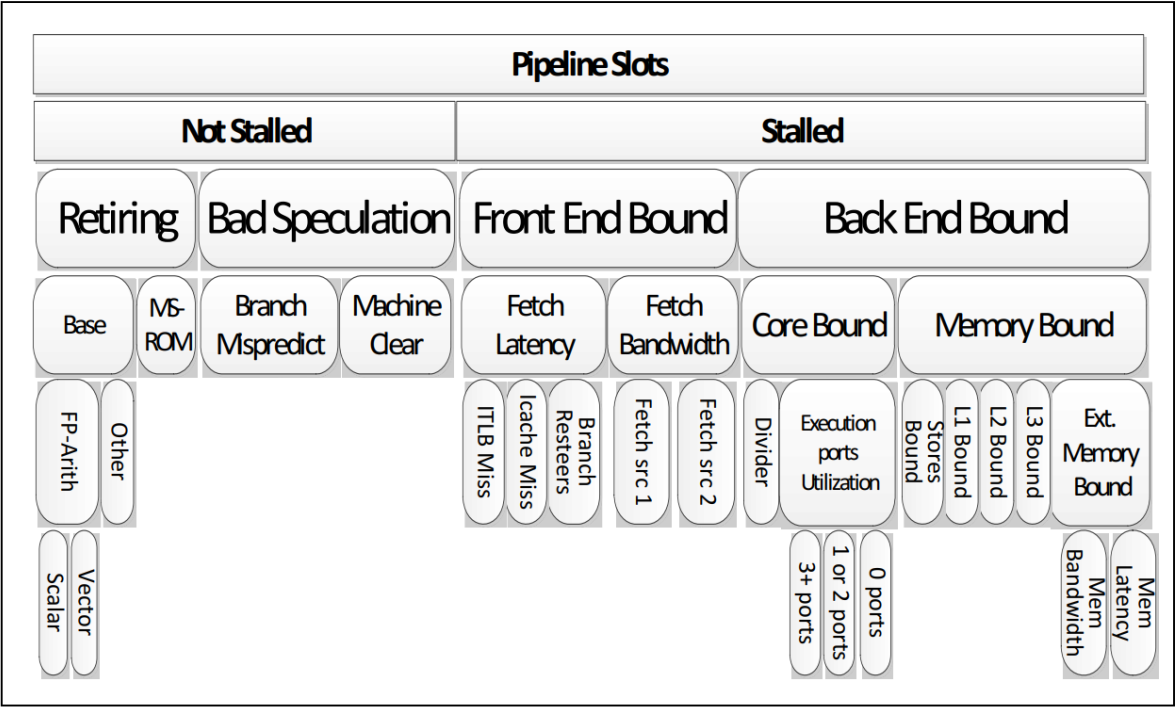 Pipeline Slots
Not Stalled
Stalled
Retiring
Bad Speculation
Front End Bound
Back End Bound
Base
MS-
ROM
Branch
Mispredict
Machine
Clear
Fetch
Latency
Fetch
Bandwidth
Core Bound
Memory Bound
FP-Arith
Other
ITLB Miss
Icache Miss
Branch
Resteers
Fetch src 1
Fetch src 2
Divider
Execution
ports
Utilization
Stores
Bound
L1 Bound
L2 Bound
L3 Bound
Ext.
Memory
Bound
Scalar
Vector
3+ ports
1 or 2 ports
0 ports
Mem
Bandwidth
Mem
Latency